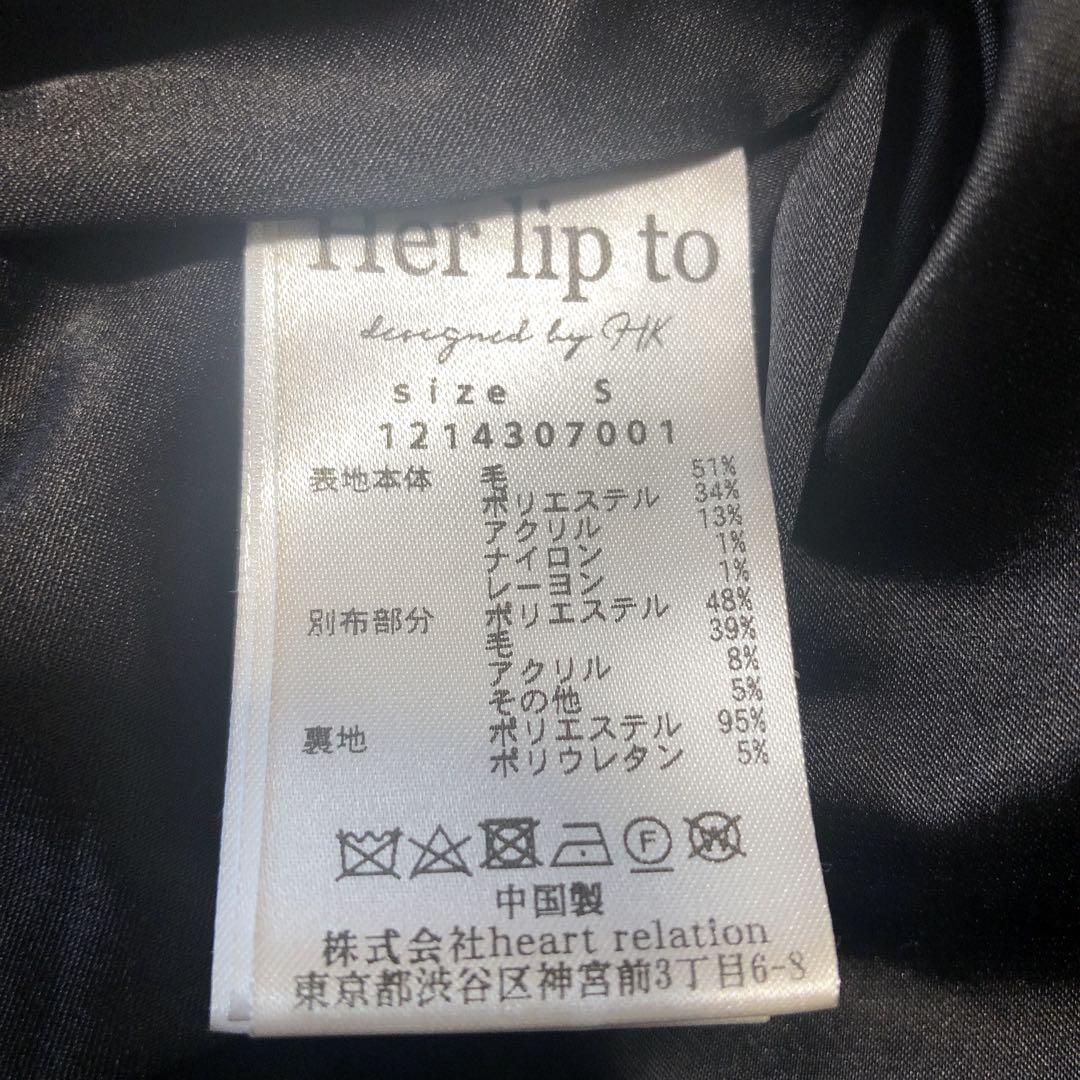 Her lip to
designed by HK
size S
1214307001
表地本体 毛 51%
ポリエステル 34%
アクリル 13%
ナイロン 1%
レーヨン 1%
別布部分 ポリエステル 48%
毛 39%
アクリル 8%
その他 5%
裏地 ポリエステル 95%
ポリウレタン 5%
F W
中国製
株式会社heart relation
東京都渋谷区神宮前3丁目6-8